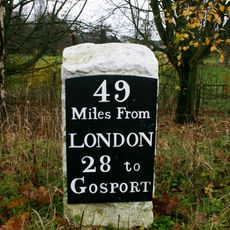 49
Miles From
LONDON
28 to
GOSPORT